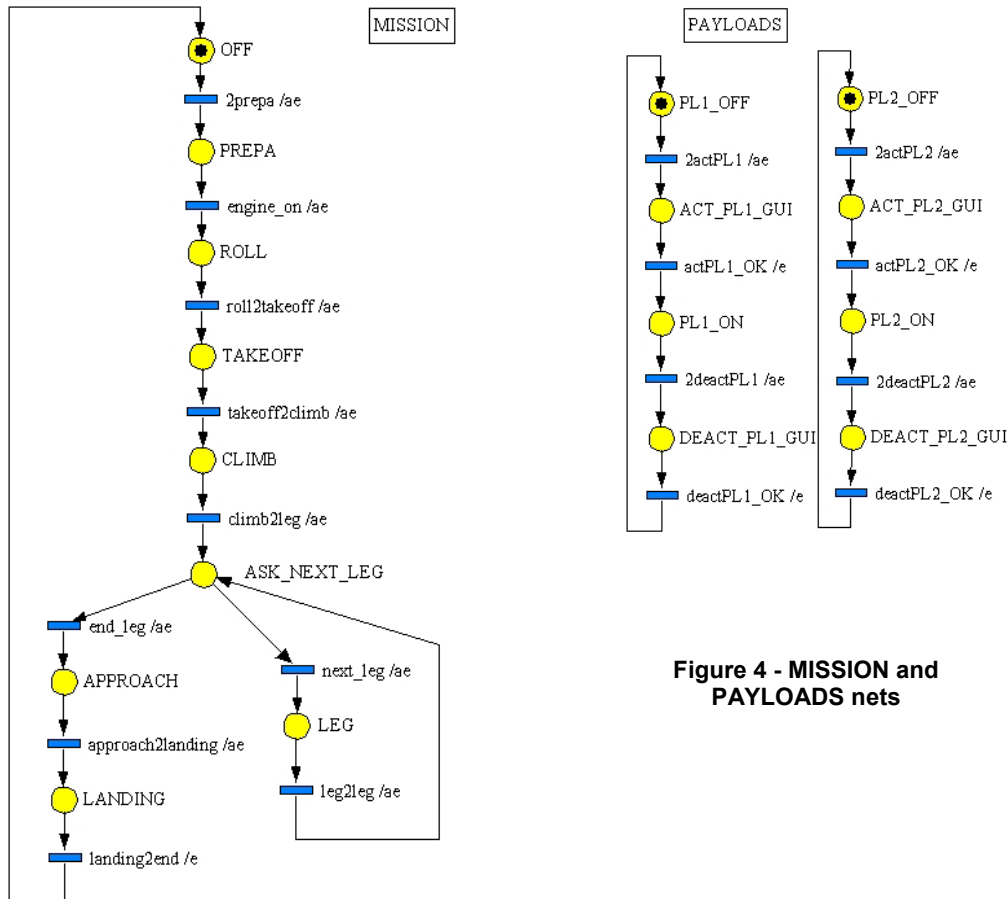 MISSION
OFF
2prepa /ae
PREPA
engine_on /ae
ROLL
roll2takeoff /ae
TAKEOFF
takeoff2climb /ae
CLIMB
climb2leg /ae
ASK_NEXT_LEG
end_leg /ae
APPROACH
approach2landing /ae
LANDING
landing2end /e
next_leg /ae
LEG
leg2leg /ae
PAYLOADS
PL1_OFF
2actPL1 /ae
ACT_PL1_GUI
actPL1_OK /e
PL1_ON
2deactPL1 /ae
DEACT_PL1_GUI
deactPL1_OK /e
PL2_OFF
2actPL2 /ae
ACT_PL2_GUI
actPL2_OK /e
PL2_ON
2deactPL2 /ae
DEACT_PL2_GUI
deactPL2_OK /e
Figure 4 - MISSION and
PAYLOADS nets